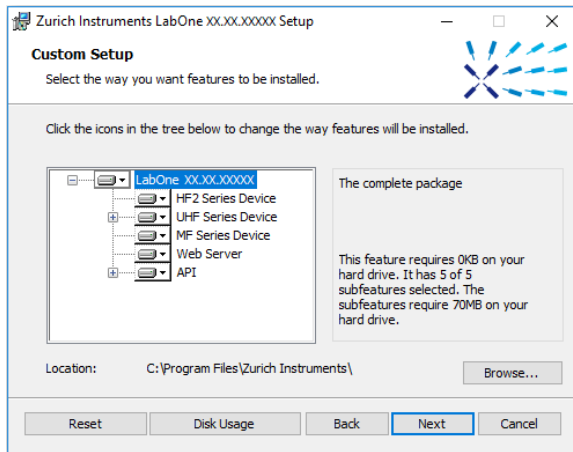 Zurich Instruments LabOne XX.XX.XXXXX Setup
Custom Setup
Select the way you want features to be installed.
Click the icons in the tree below to change the way features will be installed.
LabOne XX.XX.XXXXX
HF2 Series Device
UHF Series Device
MF Series Device
Web Server
API
The complete package
This feature requires 0KB on your
hard drive. It has 5 of 5
subfeatures selected. The
subfeatures require 70MB on your
hard drive.
Location: C:\Program Files\Zurich Instruments\
Browse...
Reset Disk Usage Back Next Cancel